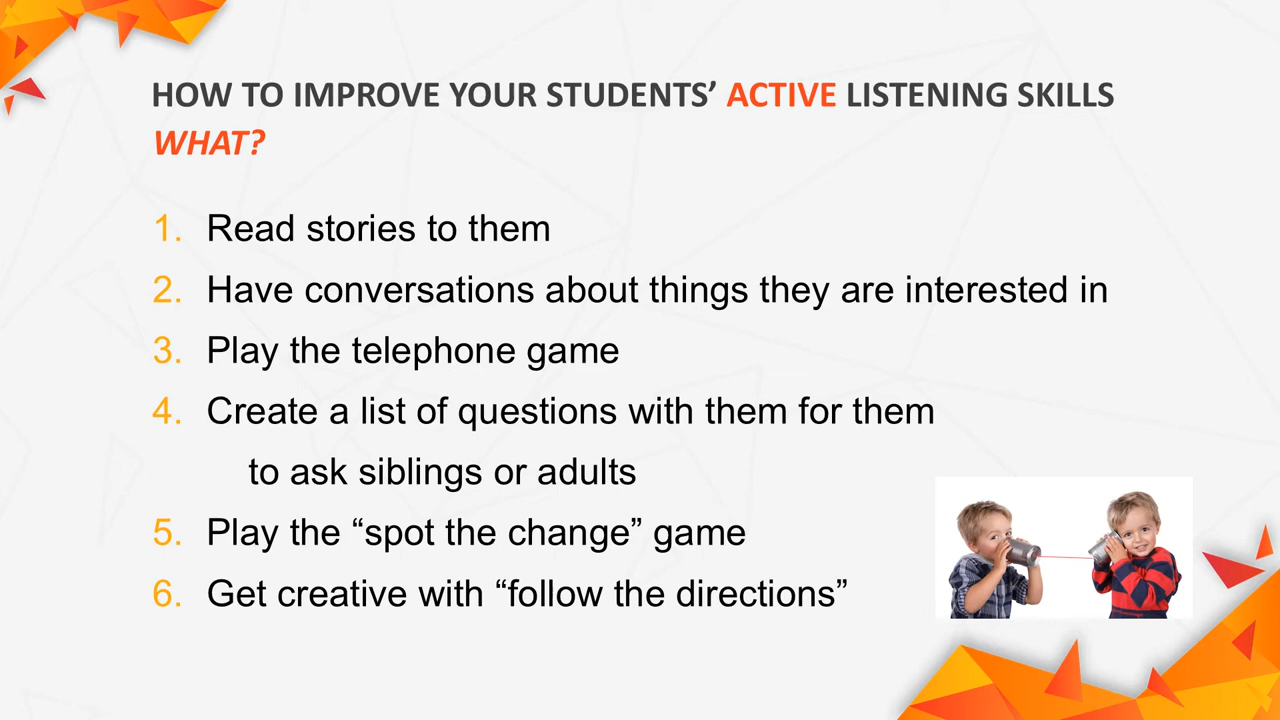 HOW TO IMPROVE YOUR STUDENTS’ ACTIVE LISTENING SKILLS
WHAT?
1. Read stories to them
2. Have conversations about things they are interested in
3. Play the telephone game
4. Create a list of questions with them for them
to ask siblings or adults
5. Play the “spot the change” game
6. Get creative with “follow the directions”